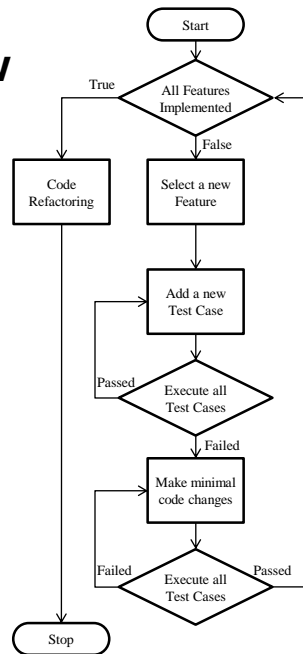 Start
w
All Features
Implemented
True
False
Code
Refactoring
Select a new
Feature
Add a new
Test Case
Passed
Execute all
Test Cases
Failed
Make minimal
code changes
Failed
Passed
Execute all
Test Cases
Stop